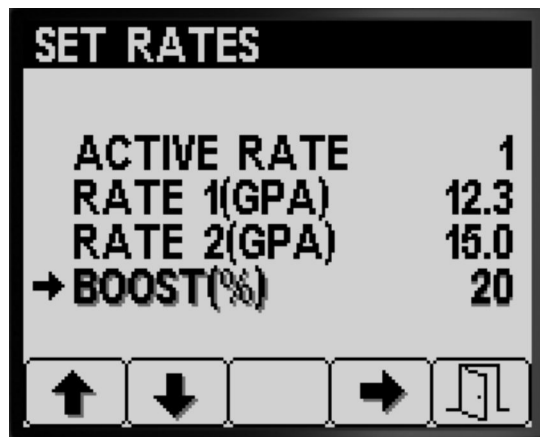 SET RATES
ACTIVE RATE 1
RATE 1(GPA) 12.3
RATE 2(GPA) 15.0
BOOST(%) 20